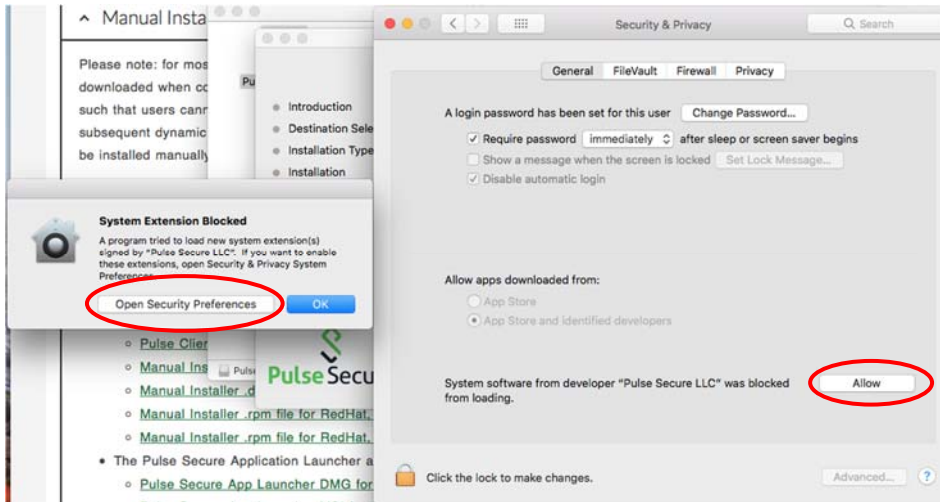 Manual Insta
Please note: for mos
downloaded when co
such that users cann
subsequent dynamic
be installed manually
Pu
Introduction
Destination Sele
Installation Type
Installation
System Extension Blocked
A program tried to load new system extension(s)
signed by "Pulse Secure LLC". If you want to enable
these extensions, open Security & Privacy System
Preferences
Open Security Preferences
OK
Pulse Clien
Manual Ins
Manual Installer .d
Manual Installer .rpm file for RedHat,
Manual Installer .rpm file for RedHat,
The Pulse Secure Application Launcher a
Pulse Secure App Launcher DMG for
Pulse
Pulse Secu
Security & Privacy
Search
General FileVault Firewall Privacy
A login password has been set for this user Change Password...
Require password immediately after sleep or screen saver begins
Show a message when the screen is locked Set Lock Message...
Disable automatic login
Allow apps downloaded from:
App Store
App Store and identified developers
System software from developer "Pulse Secure LLC" was blocked
from loading.
Allow
Click the lock to make changes.
Advanced...
?